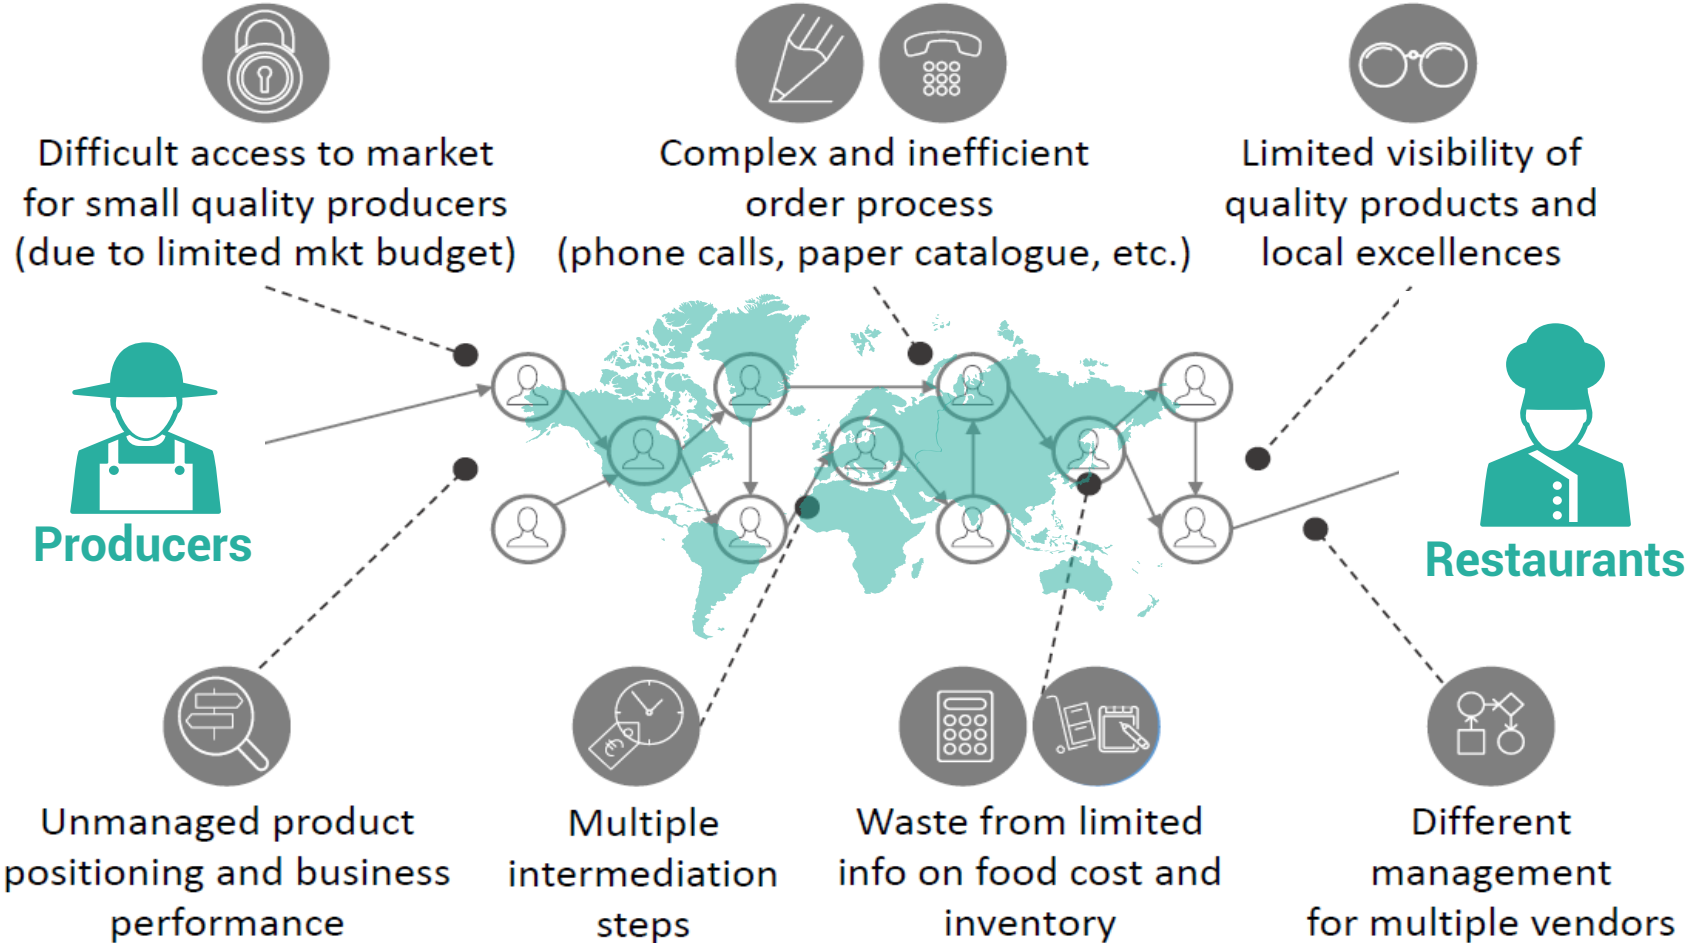 Difficult access to market
for small quality producers
(due to limited mkt budget)
Complex and inefficient
order process
(phone calls, paper catalogue, etc.)
Limited visibility of
quality products and
local excellences
Producers
Restaurants
€
Unmanaged product
positioning and business
performance
Multiple
intermediation
steps
Waste from limited
info on food cost and
inventory
Different
management
for multiple vendors